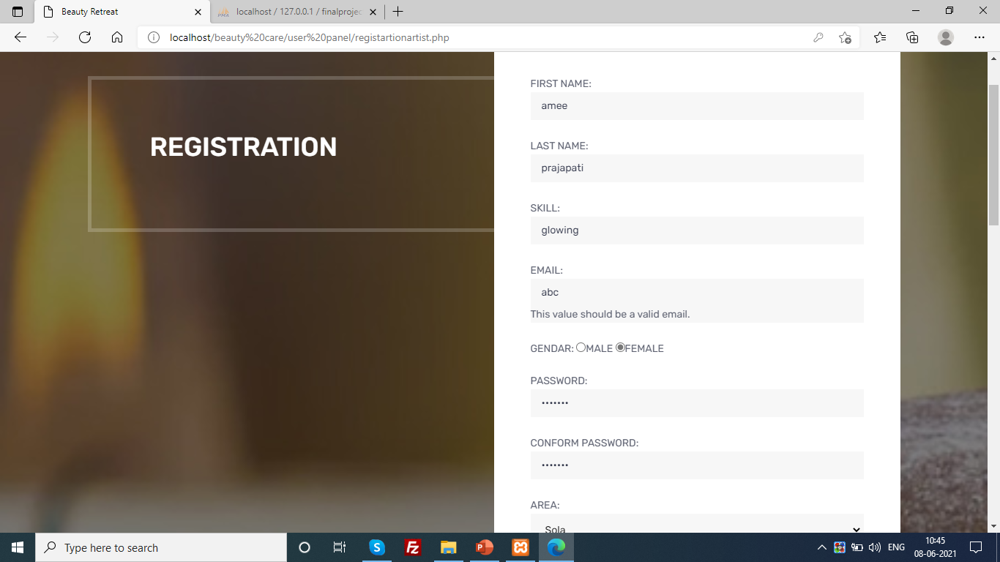 Beauty Retreat
localhost / 127.0.0.1 / finalprojec
localhost/beauty%20care/user%20panel/registartionartist.php
REGISTRATION
FIRST NAME:
amee
LAST NAME:
prajapati
SKILL:
glowing
EMAIL:
abc
This value should be a valid email.
GENDAR: MALE FEMALE
PASSWORD:
•••••••
CONFORM PASSWORD:
•••••••
AREA:
Sola
Type here to search
ENG
10:45
08-06-2021